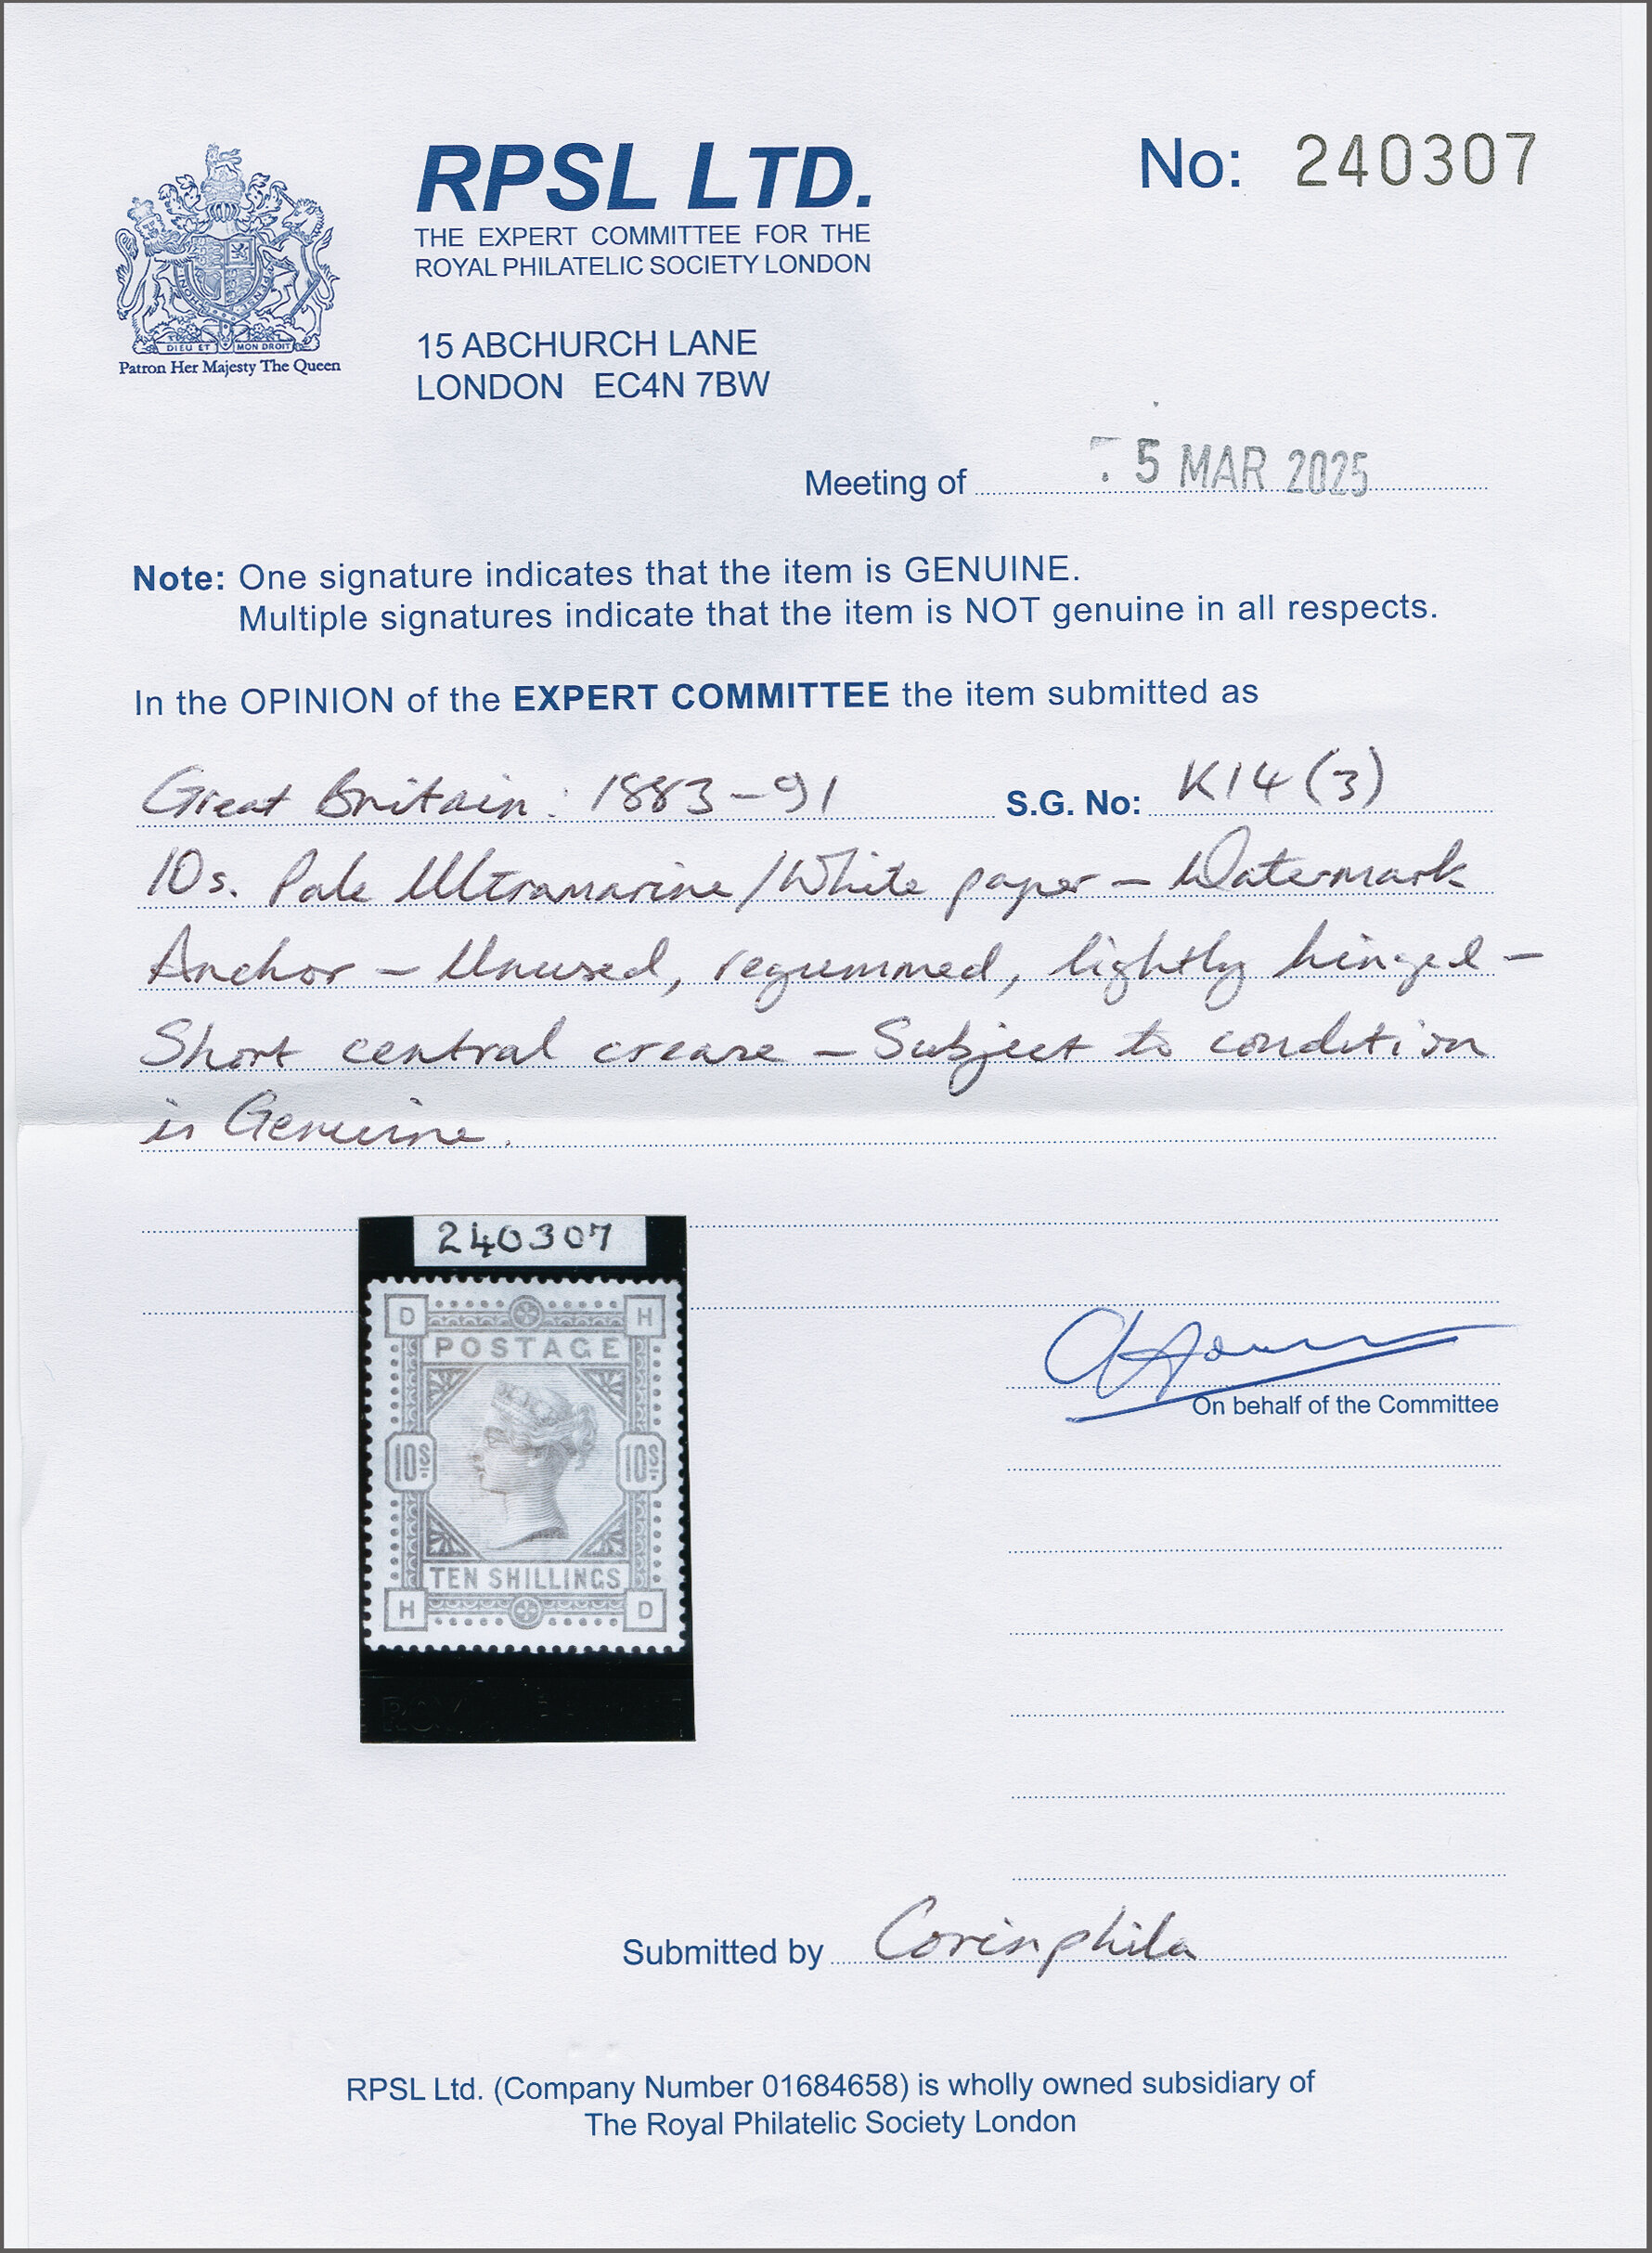 RPSL LTD.
THE EXPERT COMMITTEE FOR THE
ROYAL PHILATELIC SOCIETY LONDON
No: 240307
DIEU ET MON DROIT
Patron Her Majesty The Queen
15 ABCHURCH LANE
LONDON EC4N 7BW
Meeting of 5 MAR 2025
Note: One signature indicates that the item is GENUINE.
Multiple signatures indicate that the item is NOT genuine in all respects.
In the OPINION of the EXPERT COMMITTEE the item submitted as
Great Britain: 1883-91 S.G. No: K14(3)
10s. Pale Ultramarine/White paper – Watermark
Anchor – Unused, regummed, lightly hinged –
Short central crease – Subject to condition
is Genuine.
240307
D H
POSTAGE
10S 10S
TEN SHILLINGS
H D
On behalf of the Committee
Submitted by Corinphila
RPSL Ltd. (Company Number 01684658) is wholly owned subsidiary of
The Royal Philatelic Society London